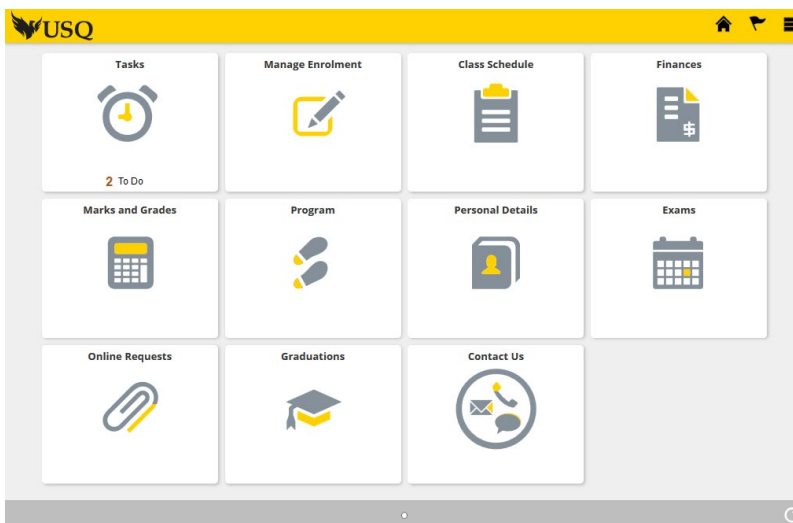 USQ
Tasks
Manage Enrolment
Class Schedule
Finances
$
2 To Do
Marks and Grades
Program
Personal Details
Exams
Online Requests
Graduations
Contact Us